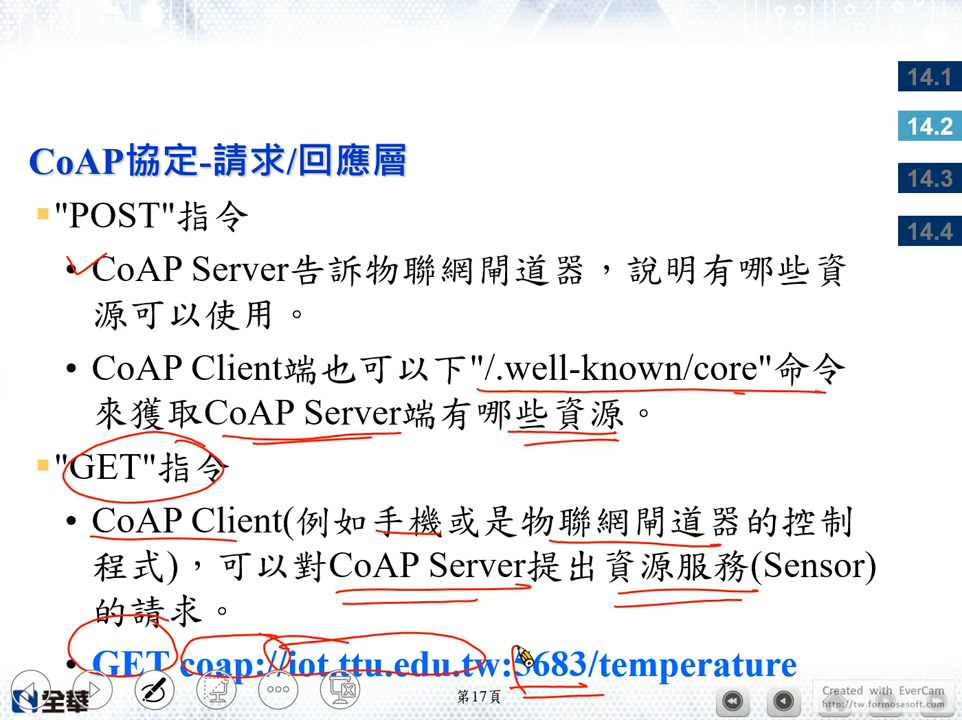 14.1
14.2
CoAP協定-請求/回應層
14.3
"POST"指令
14.4
CoAP Server告訴物聯網閘道器，說明有哪些資
源可以使用。
CoAP Client端也可以下"/.well-known/core"命令
來獲取CoAP Server端有哪些資源。
"GET"指令
CoAP Client(例如手機或是物聯網閘道器的控制
程式)，可以對CoAP Server提出資源服務(Sensor)
的請求。
GET coap://iot.ttu.edu.tw:5683/temperature
全華
第17頁
Created with EverCam
http://tw.formosasoft.com